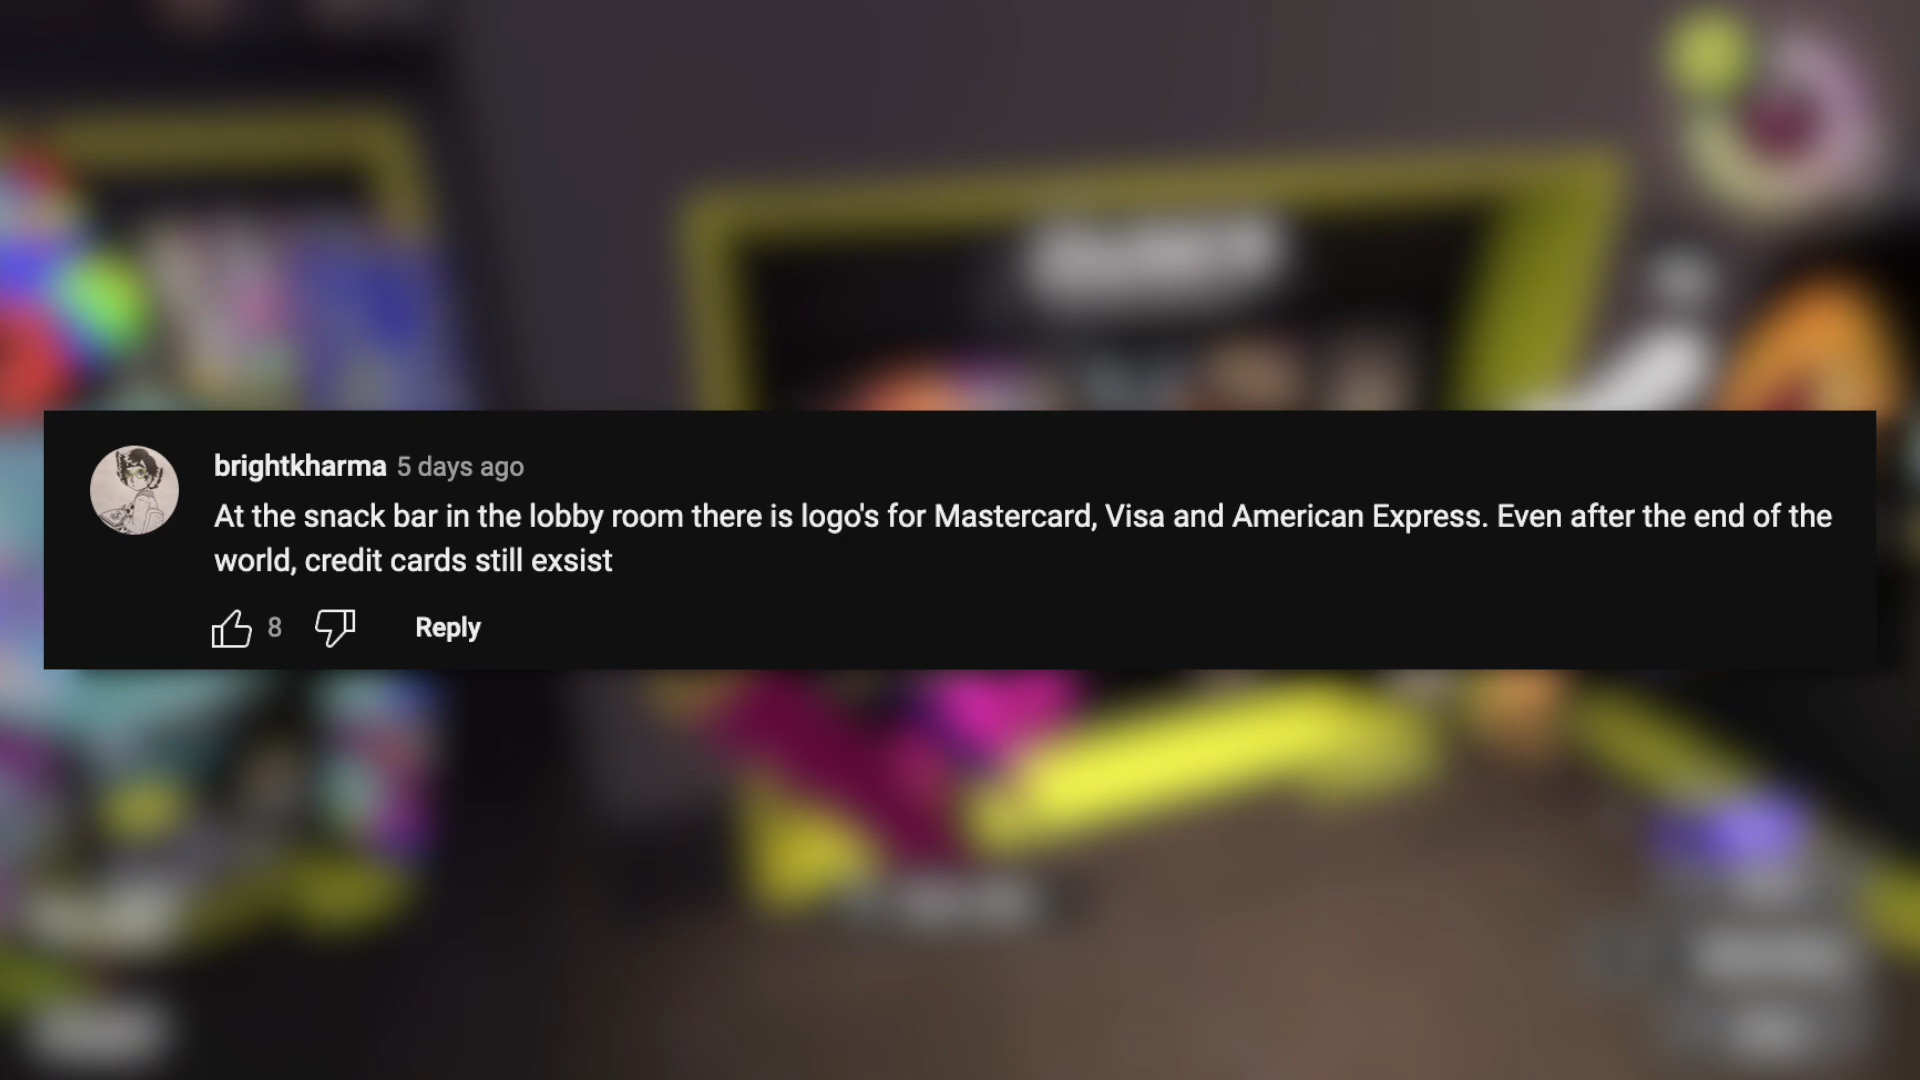 brightkharma 5 days ago
At the snack bar in the lobby room there is logo's for Mastercard, Visa and American Express. Even after the end of the
world, credit cards still exsist
8 Reply